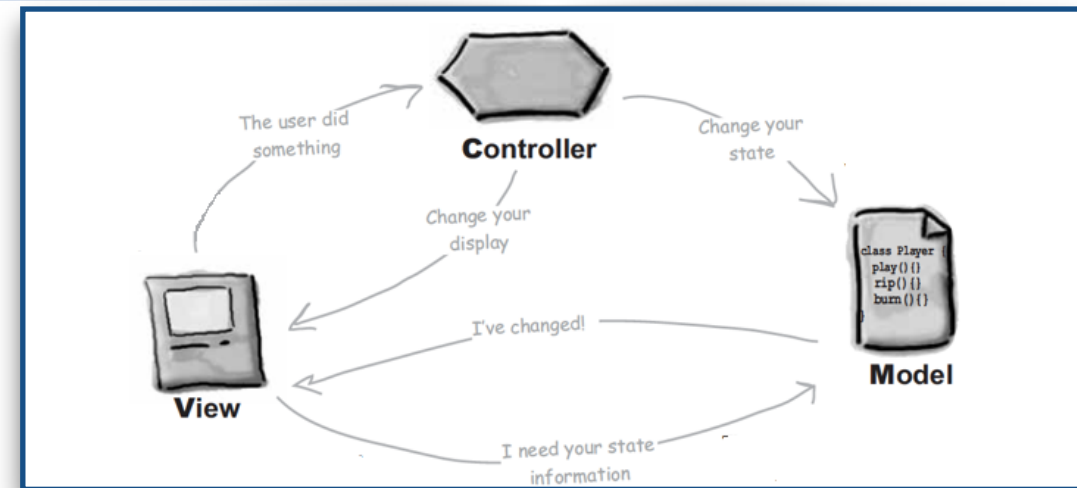 The user did
something
Controller
Change your
state
Change your
display
class Player {
play(){}
rip(){}
burn(){}
}
I've changed!
Model
View
I need your state
information